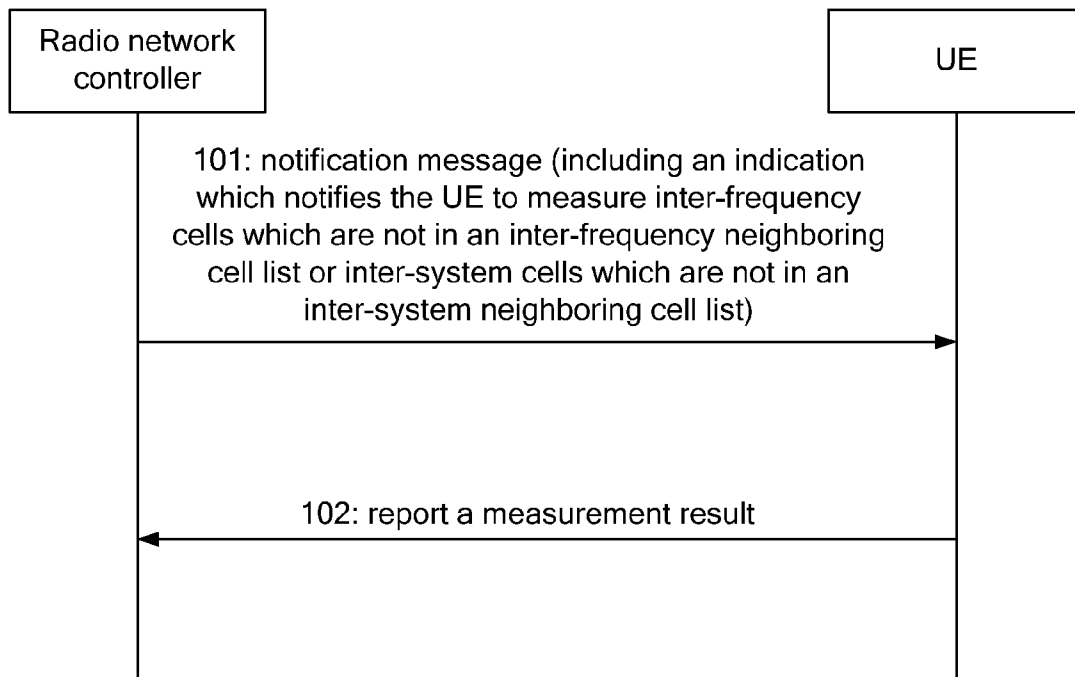 Radio network
controller
UE
101: notification message (including an indication
which notifies the UE to measure inter-frequency
cells which are not in an inter-frequency neighboring
cell list or inter-system cells which are not in an
inter-system neighboring cell list)
102: report a measurement result